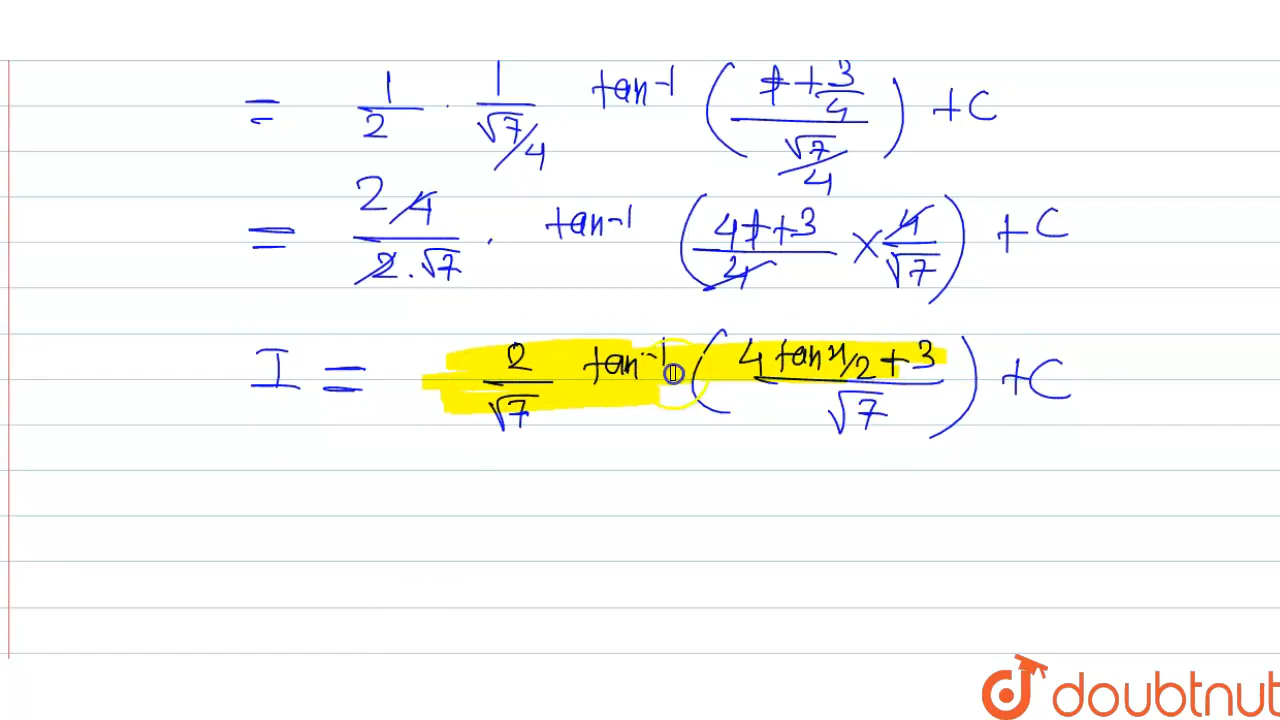 = 1/2 · 1/(√7/4) tan-1 ((t + 3/4)/(√7/4)) + C
= 2 4/(2.√7) · tan-1 ((4t+3)/4 × 4/√7) + C
I = 2/√7 tan-1 ((4 tan x/2 + 3)/√7) + C
doubtnut